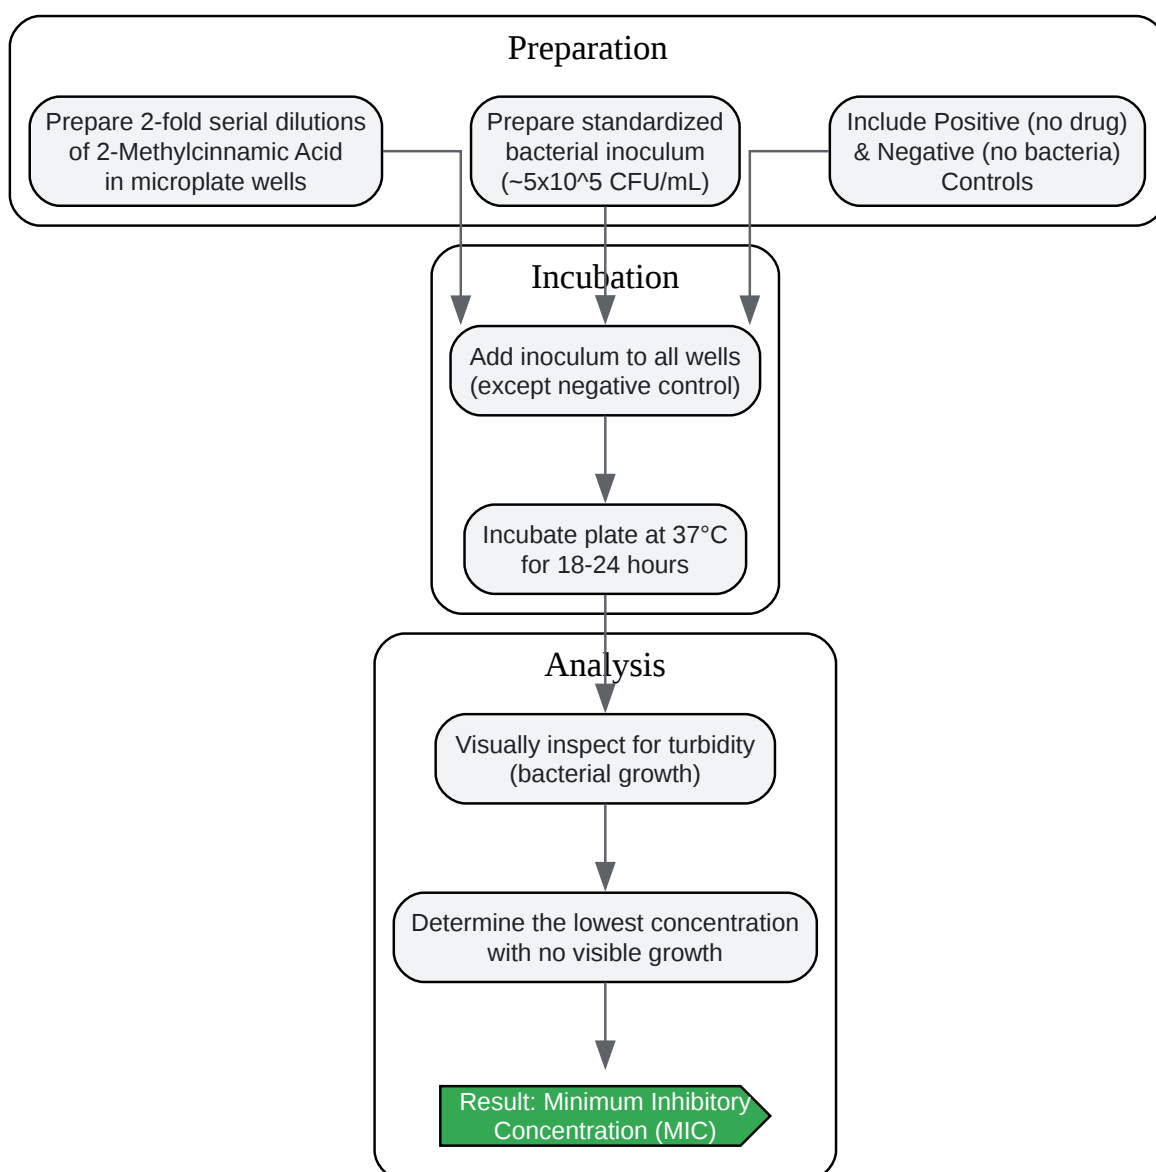 Preparation
Prepare 2-fold serial dilutions
of 2-Methylcinnamic Acid
in microplate wells
Prepare standardized
bacterial inoculum
(~5x10^5 CFU/mL)
Include Positive (no drug)
& Negative (no bacteria)
Controls
Incubation
Add inoculum to all wells
(except negative control)
Incubate plate at 37°C
for 18-24 hours
Analysis
Visually inspect for turbidity
(bacterial growth)
Determine the lowest concentration
with no visible growth
Result: Minimum Inhibitory
Concentration (MIC)